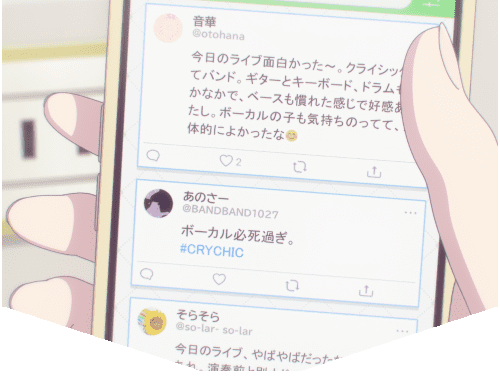 音華
@otohana
今日のライブ面白かった〜。クライシック
てバンド。ギターとキーボード、ドラムも
かなかで、ベースも慣れた感じで好感あ
たし。ボーカルの子も気持ちのってて、
体的によかったな😄
2
あのさー
@BANDBAND1027
ボーカル必死過ぎ。
#CRYCHIC
そらそら
@so-lar- so-lar
今日のライブ、やばやばだった